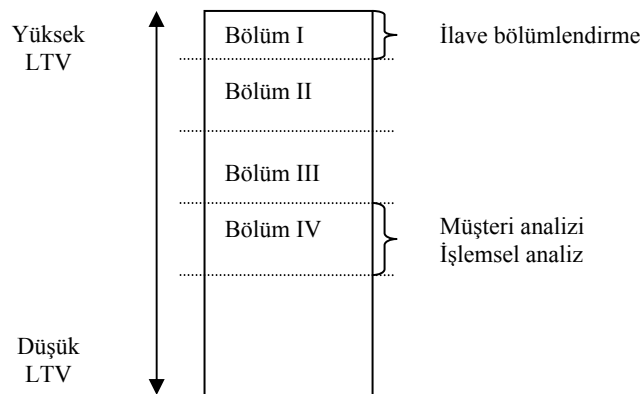 Yüksek
LTV
Bölüm I
İlave bölümlendirme
Bölüm II
Bölüm III
Bölüm IV
Müşteri analizi
İşlemsel analiz
Düşük
LTV